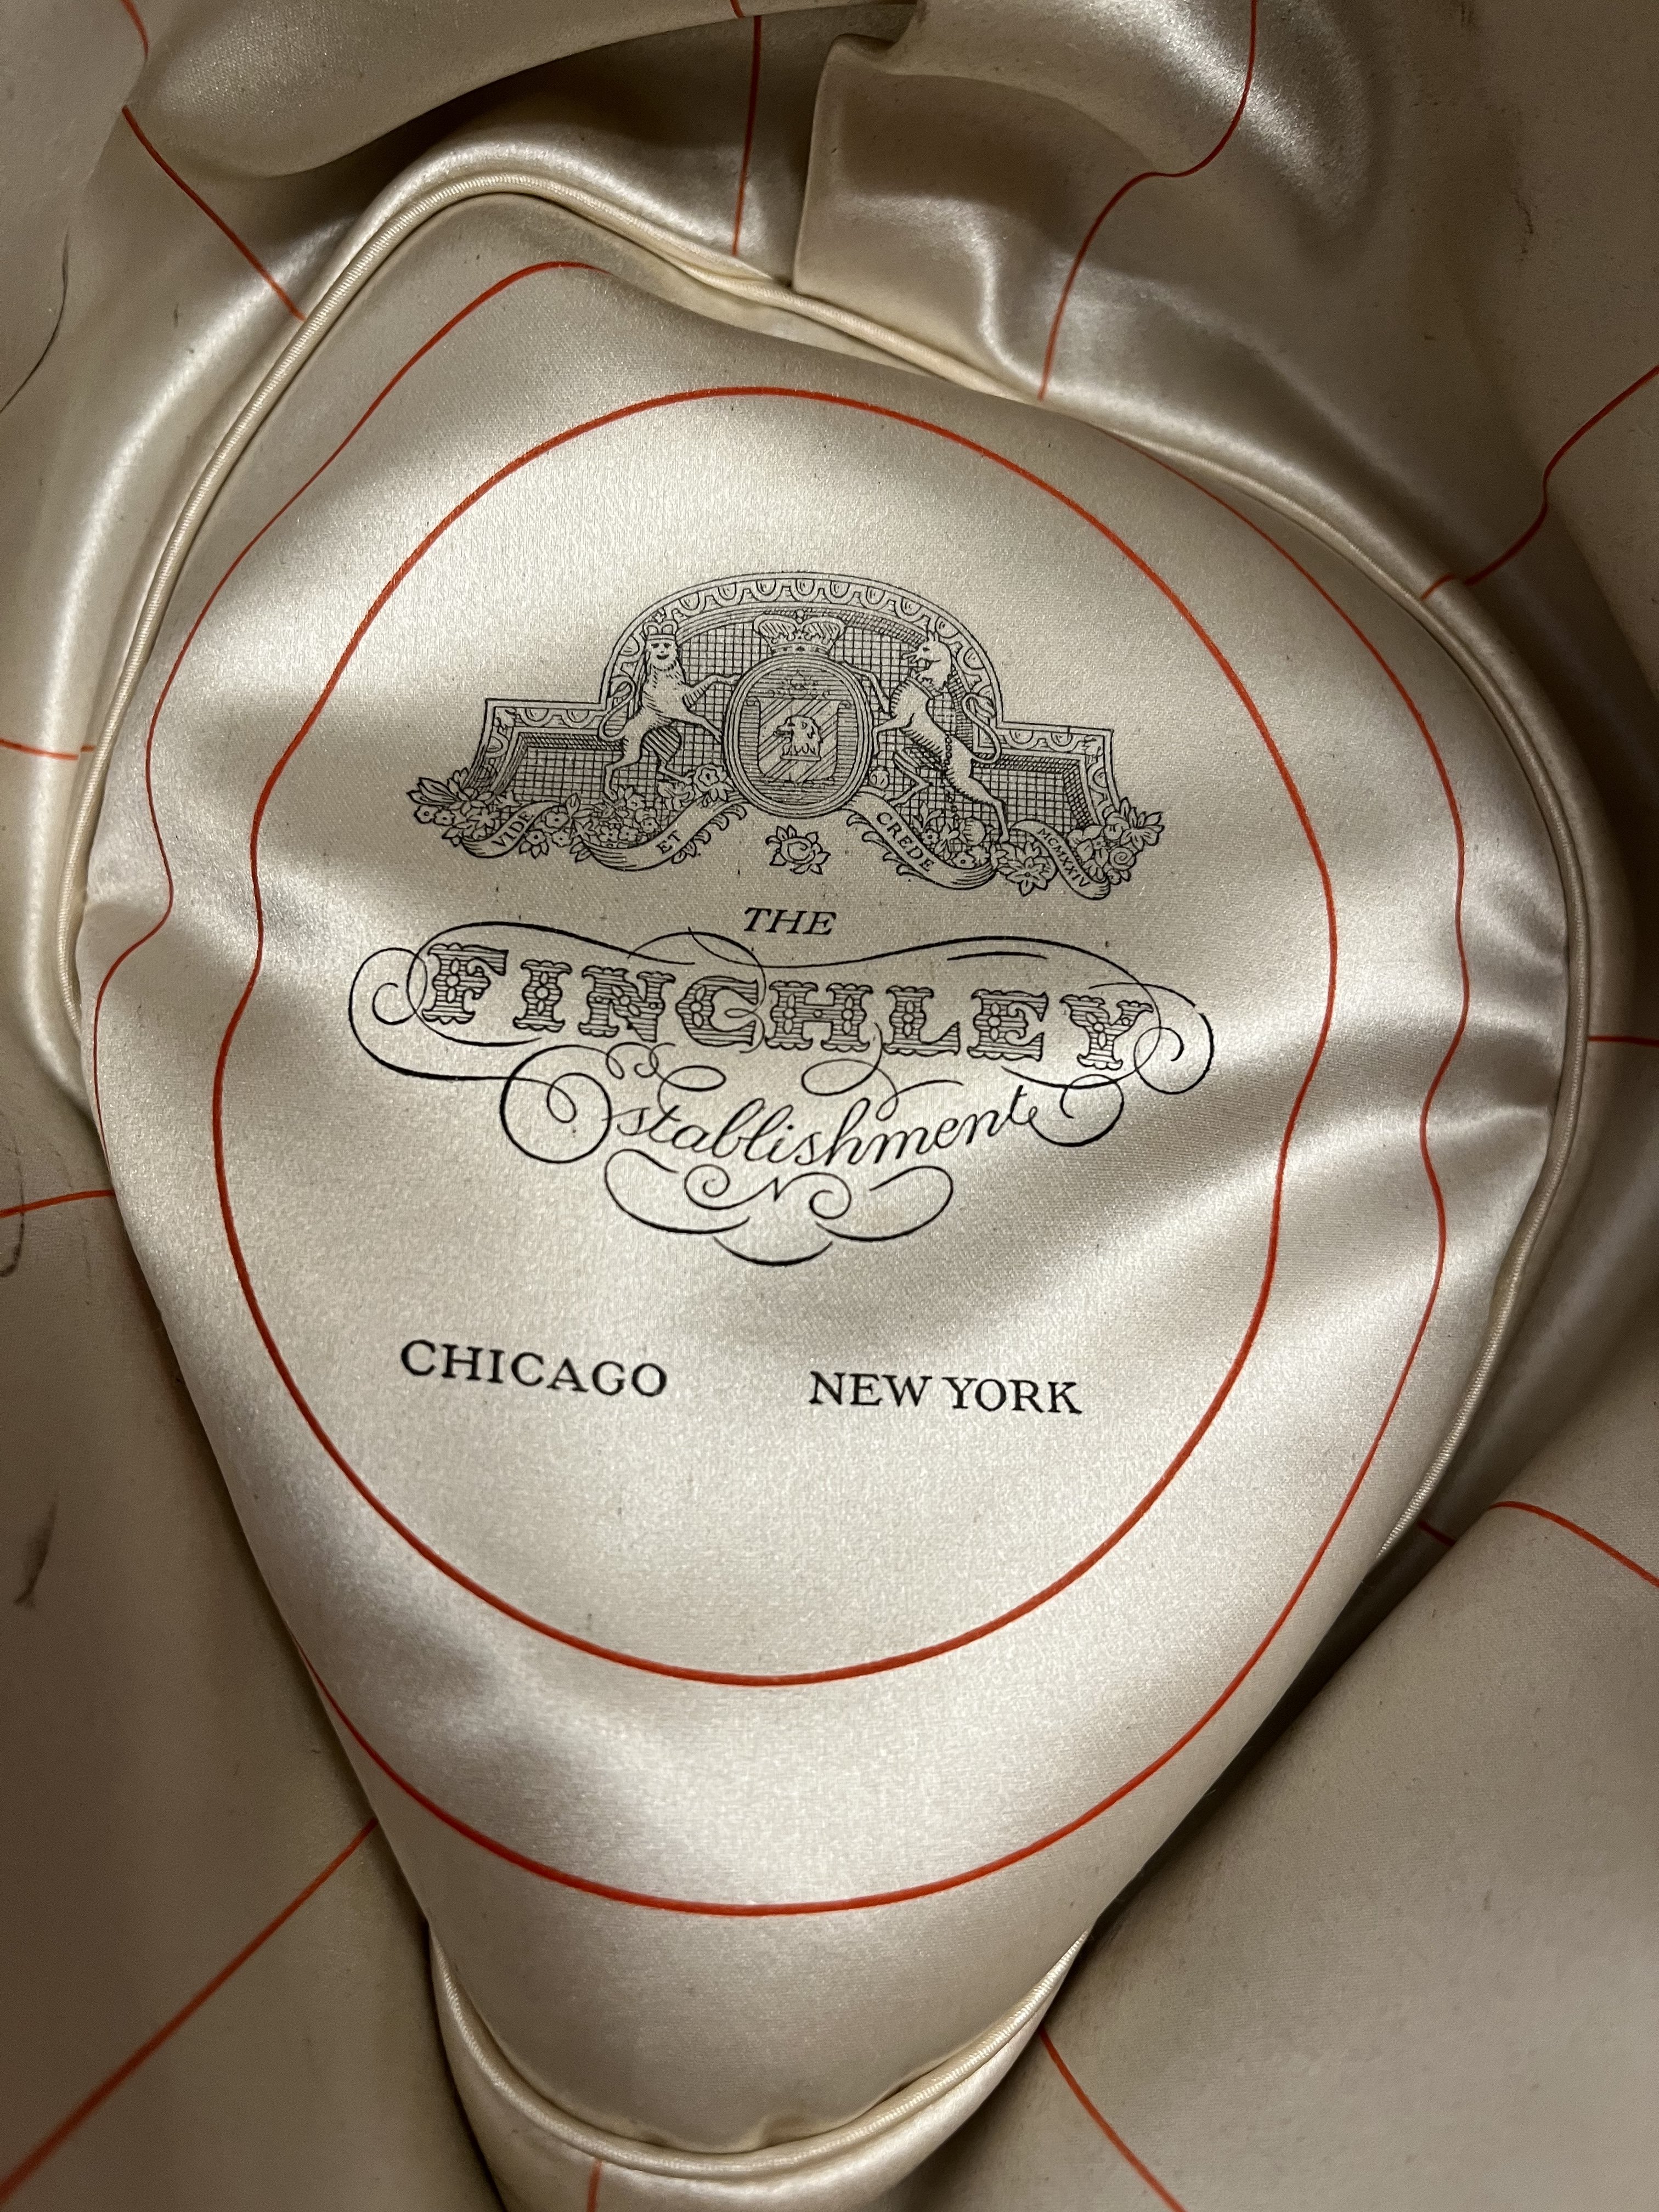 VIDE ET CREDE MCMXXIV
THE
FINCHLEY
Establishment
CHICAGO NEW YORK